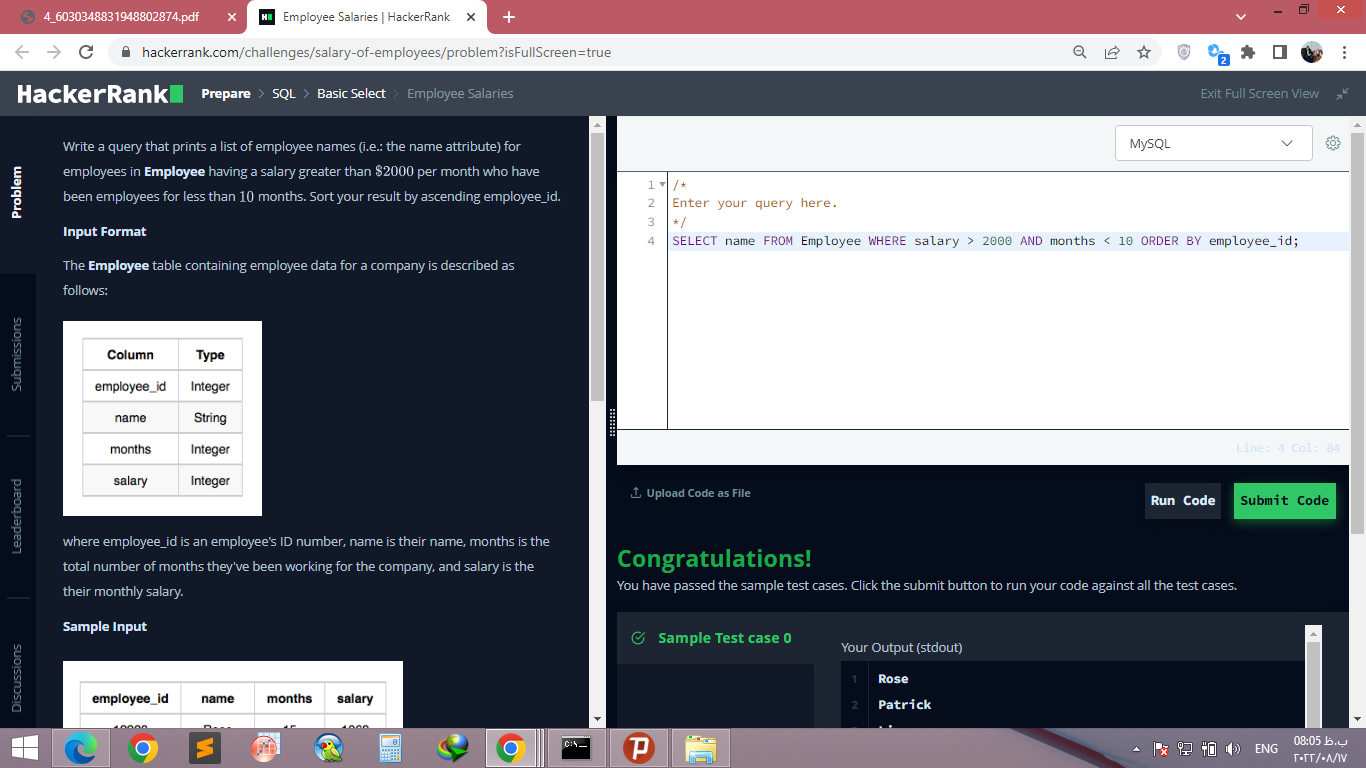 4_6030348831948802874.pdf
Employee Salaries | HackerRank
hackerrank.com/challenges/salary-of-employees/problem?isFullScreen=true
2
HackerRank
Prepare > SQL > Basic Select > Employee Salaries
Exit Full Screen View
Problem
Submissions
Leaderboard
Discussions
Write a query that prints a list of employee names (i.e.: the name attribute) for
employees in Employee having a salary greater than $2000 per month who have
been employees for less than 10 months. Sort your result by ascending employee_id.
Input Format
The Employee table containing employee data for a company is described as
follows:
Column Type
employee_id Integer
name String
months Integer
salary Integer
where employee_id is an employee's ID number, name is their name, months is the
total number of months they've been working for the company, and salary is the
their monthly salary.
Sample Input
employee_id name months salary
MySQL
1 /*
2 Enter your query here.
3 */
4 SELECT name FROM Employee WHERE salary > 2000 AND months < 10 ORDER BY employee_id;
Line: 4 Col: 84
Upload Code as File
Run Code
Submit Code
Congratulations!
You have passed the sample test cases. Click the submit button to run your code against all the test cases.
Sample Test case 0
Your Output (stdout)
1 Rose
2 Patrick
ENG
08:05 ب.ظ
٢٠٢٢/٠٨/١٧